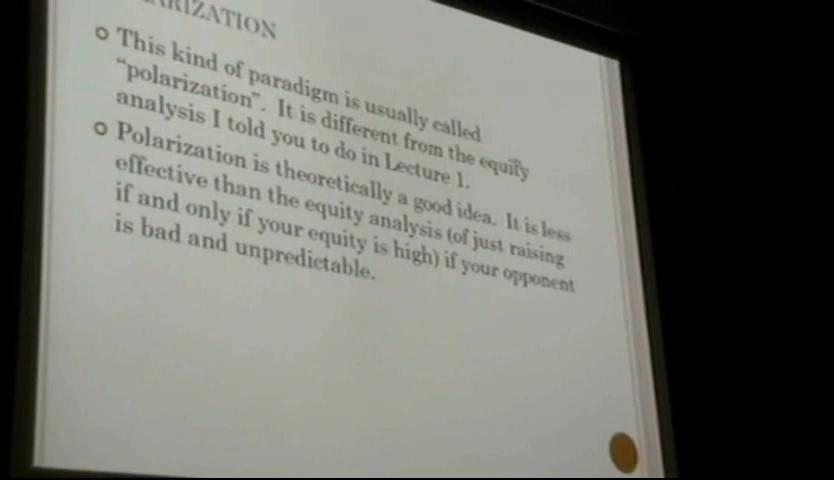 ARIZATION
This kind of paradigm is usually called
“polarization”. It is different from the equity
analysis I told you to do in Lecture 1.
Polarization is theoretically a good idea. It is less
effective than the equity analysis (of just raising
if and only if your equity is high) if your opponent
is bad and unpredictable.